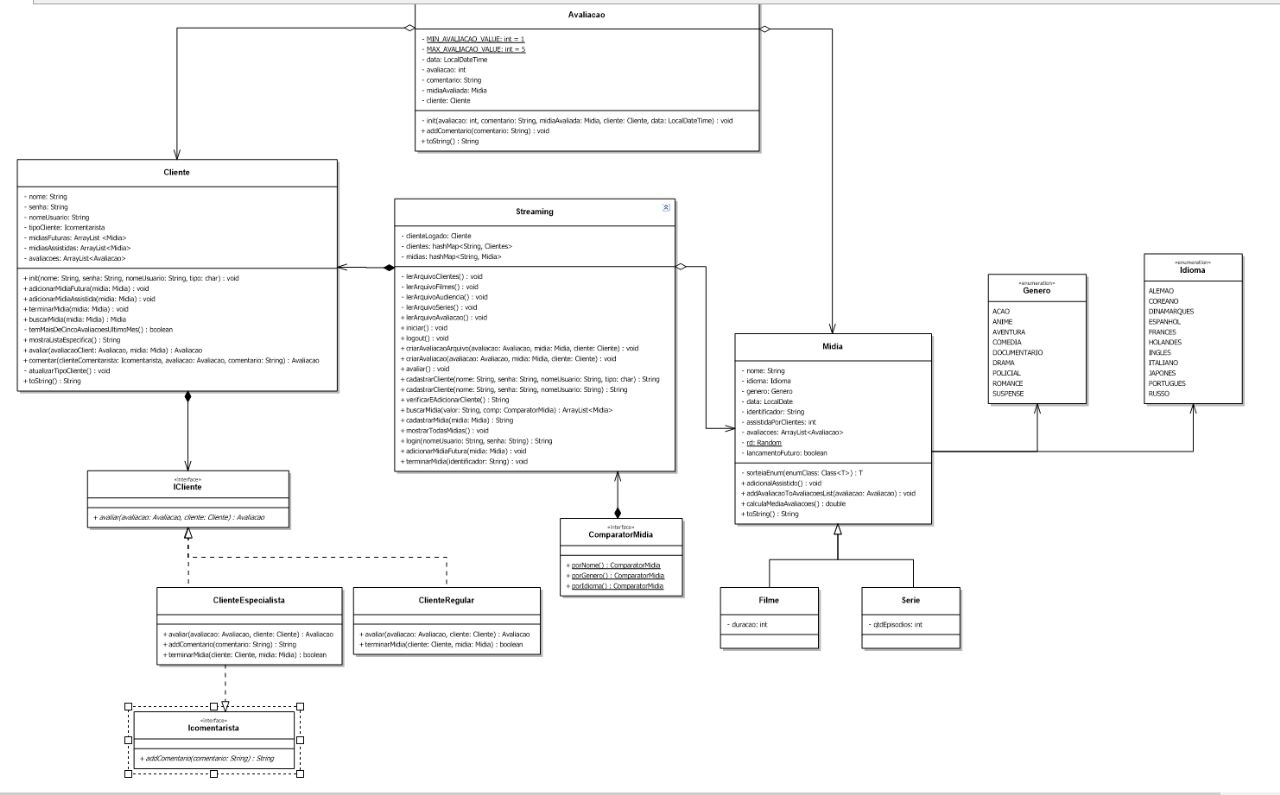 Avaliacao
- MIN_AVALIACAO_VALUE: int = 1
- MAX_AVALIACAO_VALUE: int = 5
- data: LocalDateTime
- avaliacao: int
- comentario: String
- midiaAvaliada: Midia
- cliente: Cliente
- init(avaliacao: int, comentario: String, midiaAvaliada: Midia, cliente: Cliente, data: LocalDateTime) : void
+ addComentario(comentario: String) : void
+ toString() : String
Cliente
- nome: String
- senha: String
- nomeUsuario: String
- tipoCliente: Icomentarista
- midiasFuturas: ArrayList <Midia>
- midiasAssistidas: ArrayList<Midia>
- avaliacoes: ArrayList<Avaliacao>
+ init(nome: String, senha: String, nomeUsuario: String, tipo: char) : void
+ adicionarMidiaFutura(midia: Midia) : void
+ adicionarMidiaAssistida(midia: Midia) : void
+ terminarMidia(midia: Midia) : void
+ buscarMidia(midia: Midia) : Midia
- temMaisDeCincoAvaliacoesUltimoMes() : boolean
+ mostraListaEspecifica() : String
+ avaliar(avaliacaoClient: Avaliacao, midia: Midia) : Avaliacao
+ comentar(clienteComentarista: Icomentarista, avaliacao: Avaliacao, comentario: String) : Avaliacao
- atualizarTipoCliente() : void
+ toString() : String
Streaming
- clienteLogado: Cliente
- clientes: hashMap<String, Clientes>
- midias: hashMap<String, Midia>
- lerArquivoClientes() : void
- lerArquivoFilmes() : void
- lerArquivoAudiencia() : void
- lerArquivoSeries() : void
+ lerArquivoAvaliacao() : void
+ iniciar() : void
+ logout() : void
+ criarAvaliacaoArquivo(avaliacao: Avaliacao, midia: Midia, cliente: Cliente) : void
+ criarAvaliacao(avaliacao: Avaliacao, midia: Midia, cliente: Cliente) : void
+ avaliar() : void
+ cadastrarCliente(nome: String, senha: String, nomeUsuario: String, tipo: char) : String
+ cadastrarCliente(nome: String, senha: String, nomeUsuario: String) : String
+ verificarEAdicionarCliente() : String
+ buscarMidia(valor: String, comp: ComparatorMidia) : ArrayList<Midia>
+ cadastrarMidia(midia: Midia) : String
+ mostrarTodasMidias() : void
+ login(nomeUsuario: String, senha: String) : String
+ adicionarMidiaFutura(midia: Midia) : void
+ terminarMidia(identificador: String) : void
Midia
- nome: String
- idioma: Idioma
- genero: Genero
- data: LocalDate
- identificador: String
- assistidaPorClientes: int
- avaliacoes: ArrayList<Avaliacao>
- rd: Random
- lancamentoFuturo: boolean
- sorteiaEnum(enumClass: Class<T>) : T
+ adicionalAssistido() : void
+ addAvaliacaoToAvaliacoesList(avaliacao: Avaliacao) : void
+ calculaMediaAvaliacoes() : double
+ toString() : String
«enumeration»
Genero
ACAO
ANIME
AVENTURA
COMEDIA
DOCUMENTARIO
DRAMA
POLICIAL
ROMANCE
SUSPENSE
«enumeration»
Idioma
ALEMAO
COREANO
DINAMARQUES
ESPANHOL
FRANCES
HOLANDES
INGLES
ITALIANO
JAPONES
PORTUGUES
RUSSO
«interface»
ICliente
+ avaliar(avaliacao: Avaliacao, cliente: Cliente) : Avaliacao
«interface»
ComparatorMidia
+ porNome() : ComparatorMidia
+ porGenero() : ComparatorMidia
+ porIdioma() : ComparatorMidia
ClienteEspecialista
+ avaliar(avaliacao: Avaliacao, cliente: Cliente) : Avaliacao
+ addComentario(comentario: String) : String
+ terminarMidia(cliente: Cliente, midia: Midia) : boolean
ClienteRegular
+ avaliar(avaliacao: Avaliacao, cliente: Cliente) : Avaliacao
+ terminarMidia(cliente: Cliente, midia: Midia) : boolean
Filme
- duracao: int
Serie
- qtdEpisodios: int
«interface»
Icomentarista
+ addComentario(comentario: String) : String